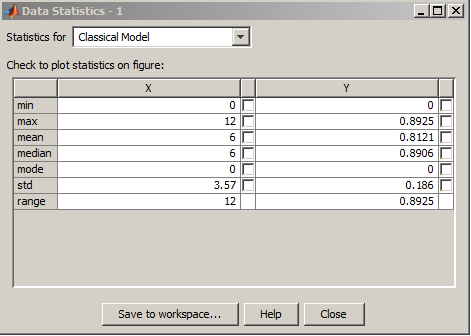 Data Statistics - 1
Statistics for Classical Model
Check to plot statistics on figure:
X Y
min 0 0
max 12 0.8925
mean 6 0.8121
median 6 0.8906
mode 0 0
std 3.57 0.186
range 12 0.8925
Save to workspace... Help Close